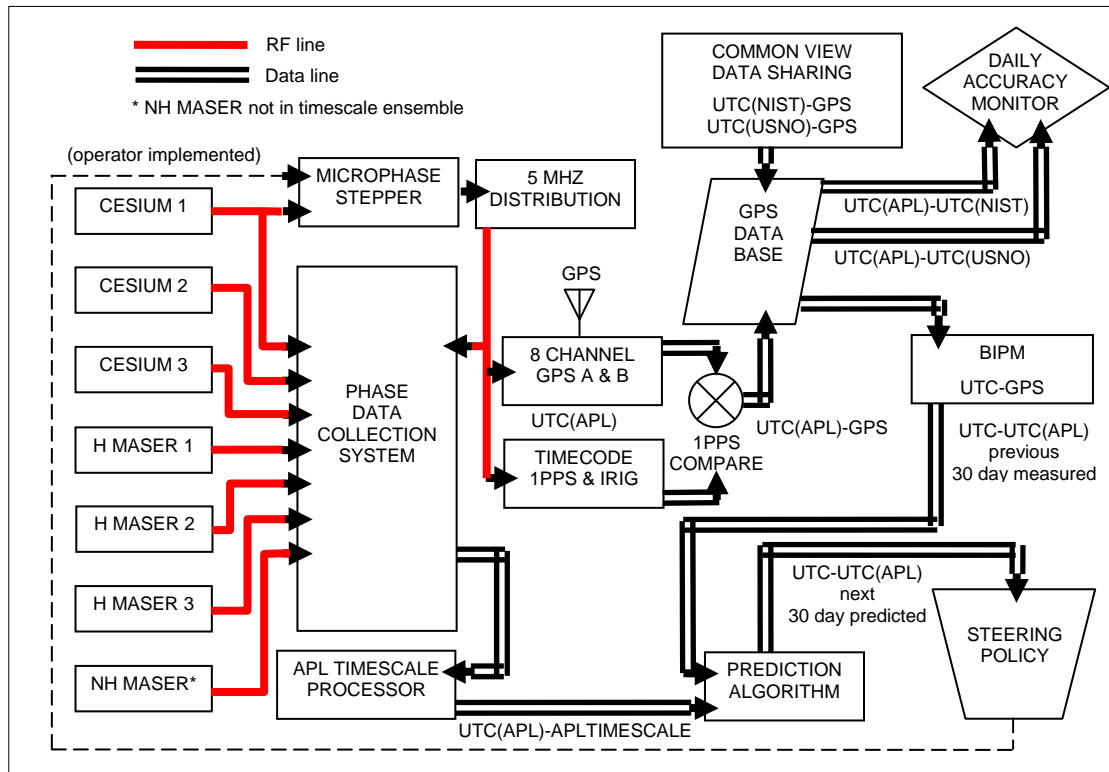 RF line
Data line
* NH MASER not in timescale ensemble
(operator implemented)
COMMON VIEW
DATA SHARING
UTC(NIST)-GPS
UTC(USNO)-GPS
DAILY
ACCURACY
MONITOR
MICROPHASE
STEPPER
5 MHZ
DISTRIBUTION
CESIUM 1
CESIUM 2
CESIUM 3
H MASER 1
H MASER 2
H MASER 3
NH MASER*
PHASE
DATA
COLLECTION
SYSTEM
GPS
8 CHANNEL
GPS A & B
UTC(APL)
TIMECODE
1PPS & IRIG
1PPS
COMPARE
UTC(APL)-GPS
GPS
DATA
BASE
UTC(APL)-UTC(NIST)
UTC(APL)-UTC(USNO)
BIPM
UTC-GPS
UTC-UTC(APL)
previous
30 day measured
UTC-UTC(APL)
next
30 day predicted
STEERING
POLICY
APL TIMESCALE
PROCESSOR
UTC(APL)-APLTIMESCALE
PREDICTION
ALGORITHM